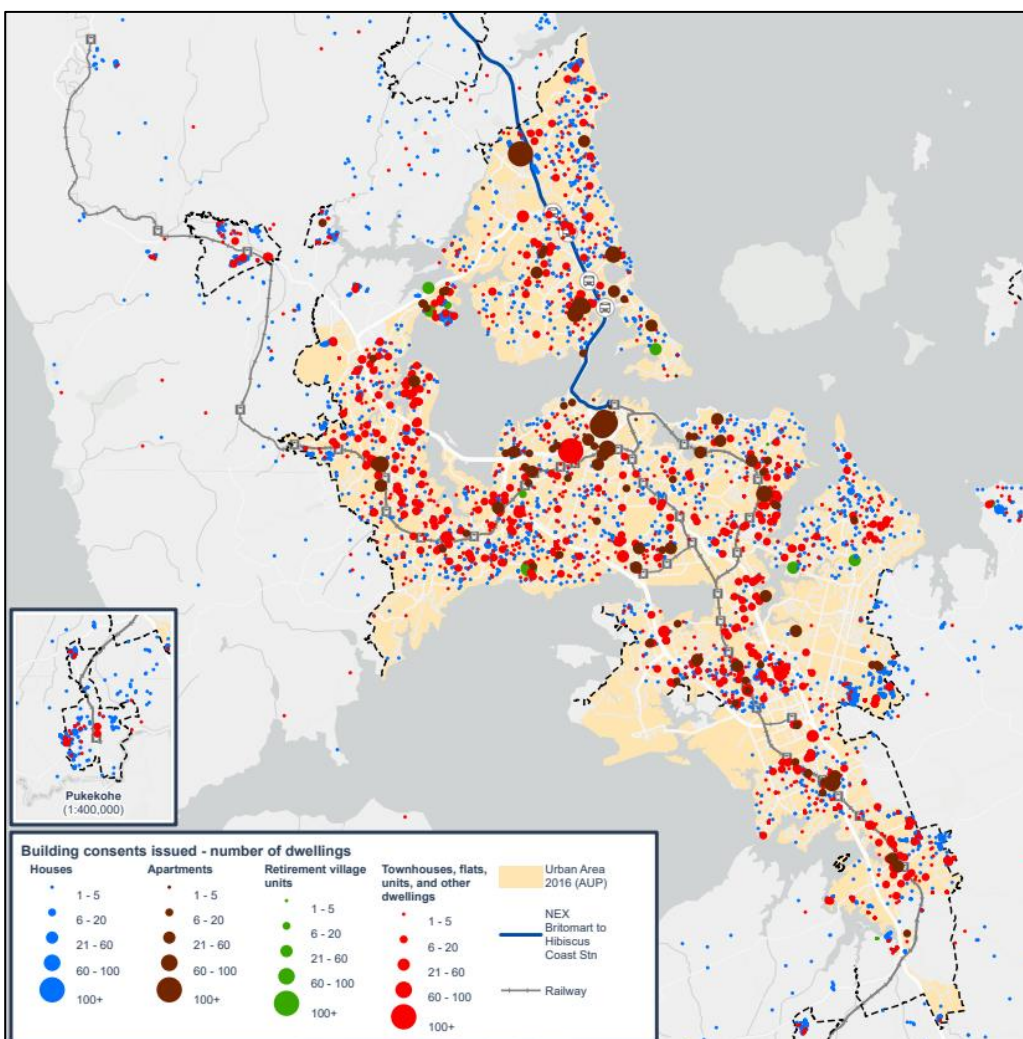 Pukekohe
(1:400,000)
Building consents issued - number of dwellings
Houses
1 - 5
6 - 20
21 - 60
60 - 100
100+
Apartments
1 - 5
6 - 20
21 - 60
60 - 100
100+
Retirement village
units
1 - 5
6 - 20
21 - 60
60 - 100
100+
Townhouses, flats,
units, and other
dwellings
1 - 5
6 - 20
21 - 60
60 - 100
100+
Urban Area
2016 (AUP)
NEX
Britomart to
Hibiscus
Coast Stn
Railway